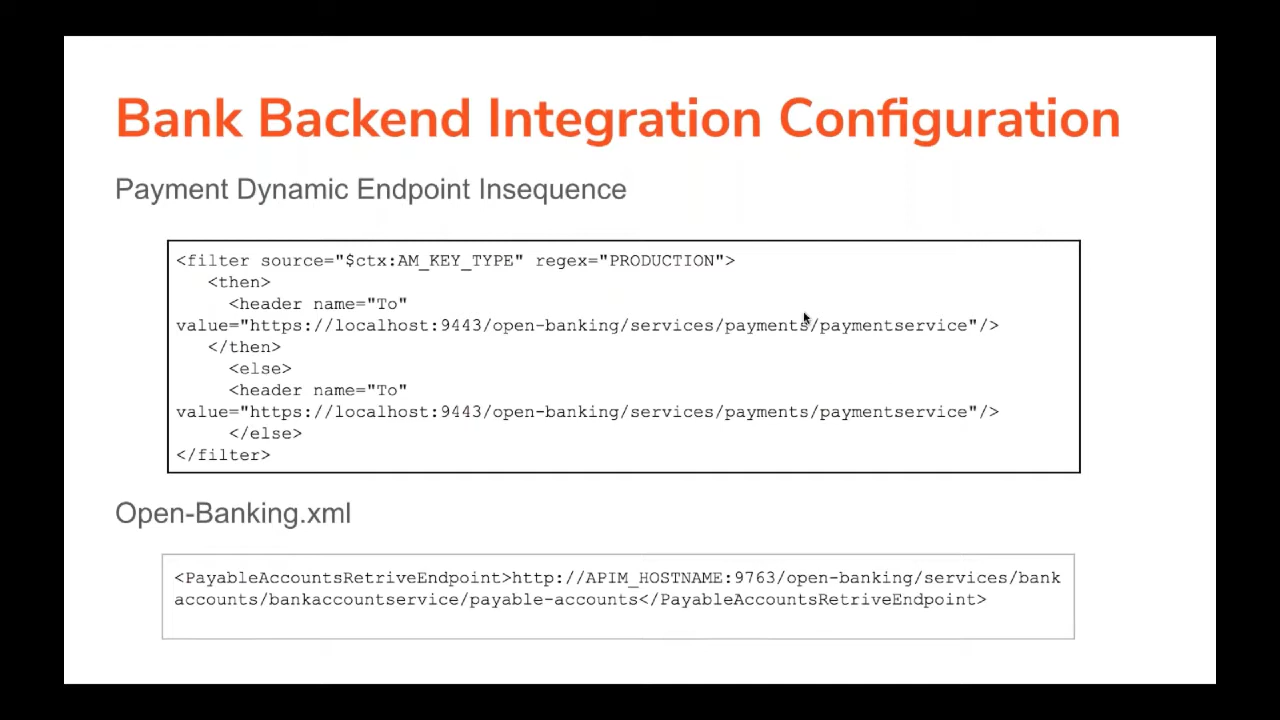 Bank Backend Integration Configuration
Payment Dynamic Endpoint Insequence
<filter source="$ctx:AM_KEY_TYPE" regex="PRODUCTION">
<then>
<header name="To"
value="https://localhost:9443/open-banking/services/payments/paymentservice"/>
</then>
<else>
<header name="To"
value="https://localhost:9443/open-banking/services/payments/paymentservice"/>
</else>
</filter>
Open-Banking.xml
<PayableAccountsRetriveEndpoint>http://APIM_HOSTNAME:9763/open-banking/services/bank
accounts/bankaccountservice/payable-accounts</PayableAccountsRetriveEndpoint>